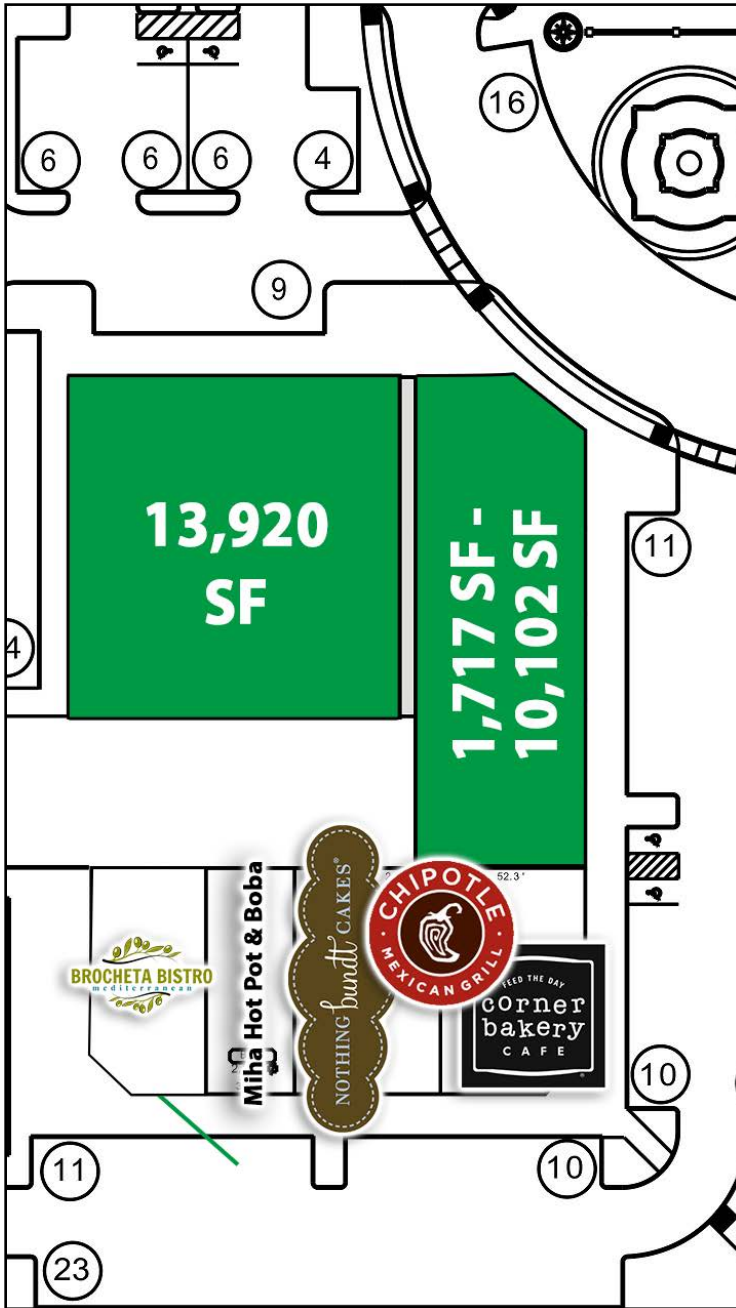 16
6
6
6
4
9
13,920
SF
1,717 SF -
10,102 SF
11
4
52.3'
BROCHETA BISTRO
mediterranean
Miha Hot Pot & Boba
NOTHING bundt CAKES®
CHIPOTLE
MEXICAN GRILL
FEED THE DAY
corner
bakery
CAFE
10
11
10
23